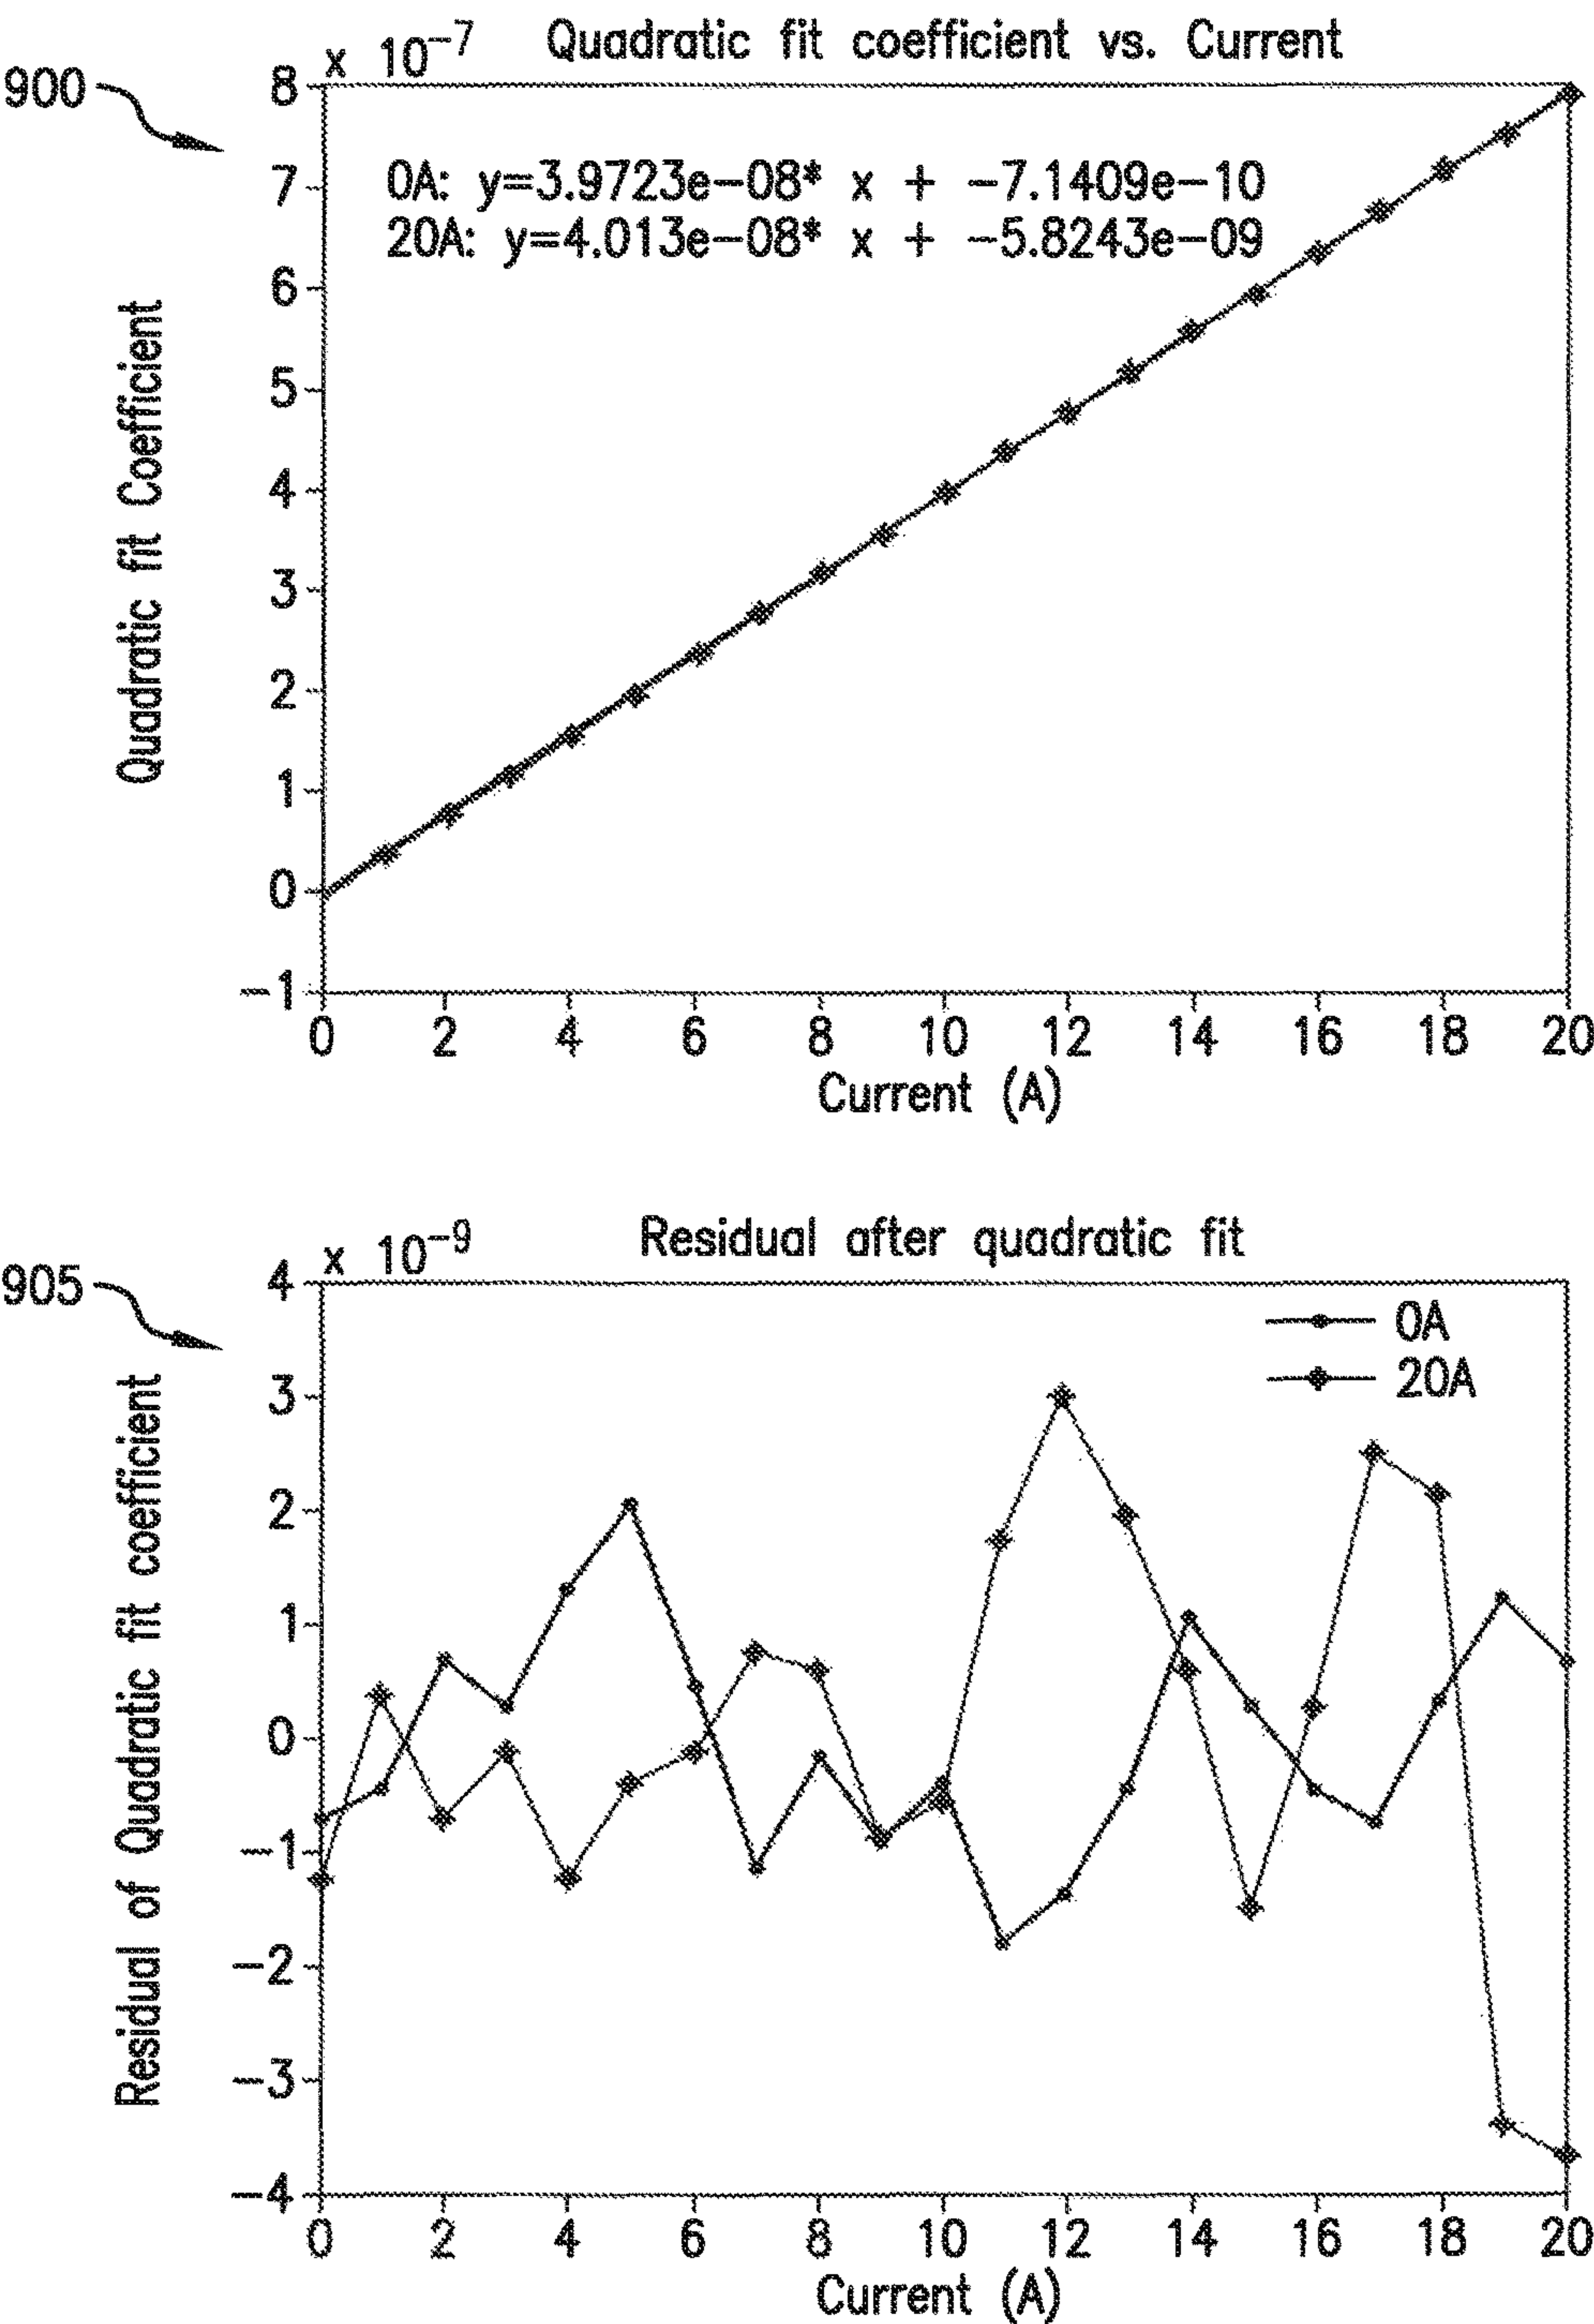 900
x 10-7 Quadratic fit coefficient vs. Current
8
7
6
5
4
3
2
1
0
-1
0A: y=3.9723e-08* x + -7.1409e-10
20A: y=4.013e-08* x + -5.8243e-09
Quadratic fit Coefficient
0 2 4 6 8 10 12 14 16 18 20
Current (A)
905
x 10-9 Residual after quadratic fit
4
3
2
1
0
-1
-2
-3
-4
0A
20A
Residual of Quadratic fit coefficient
0 2 4 6 8 10 12 14 16 18 20
Current (A)